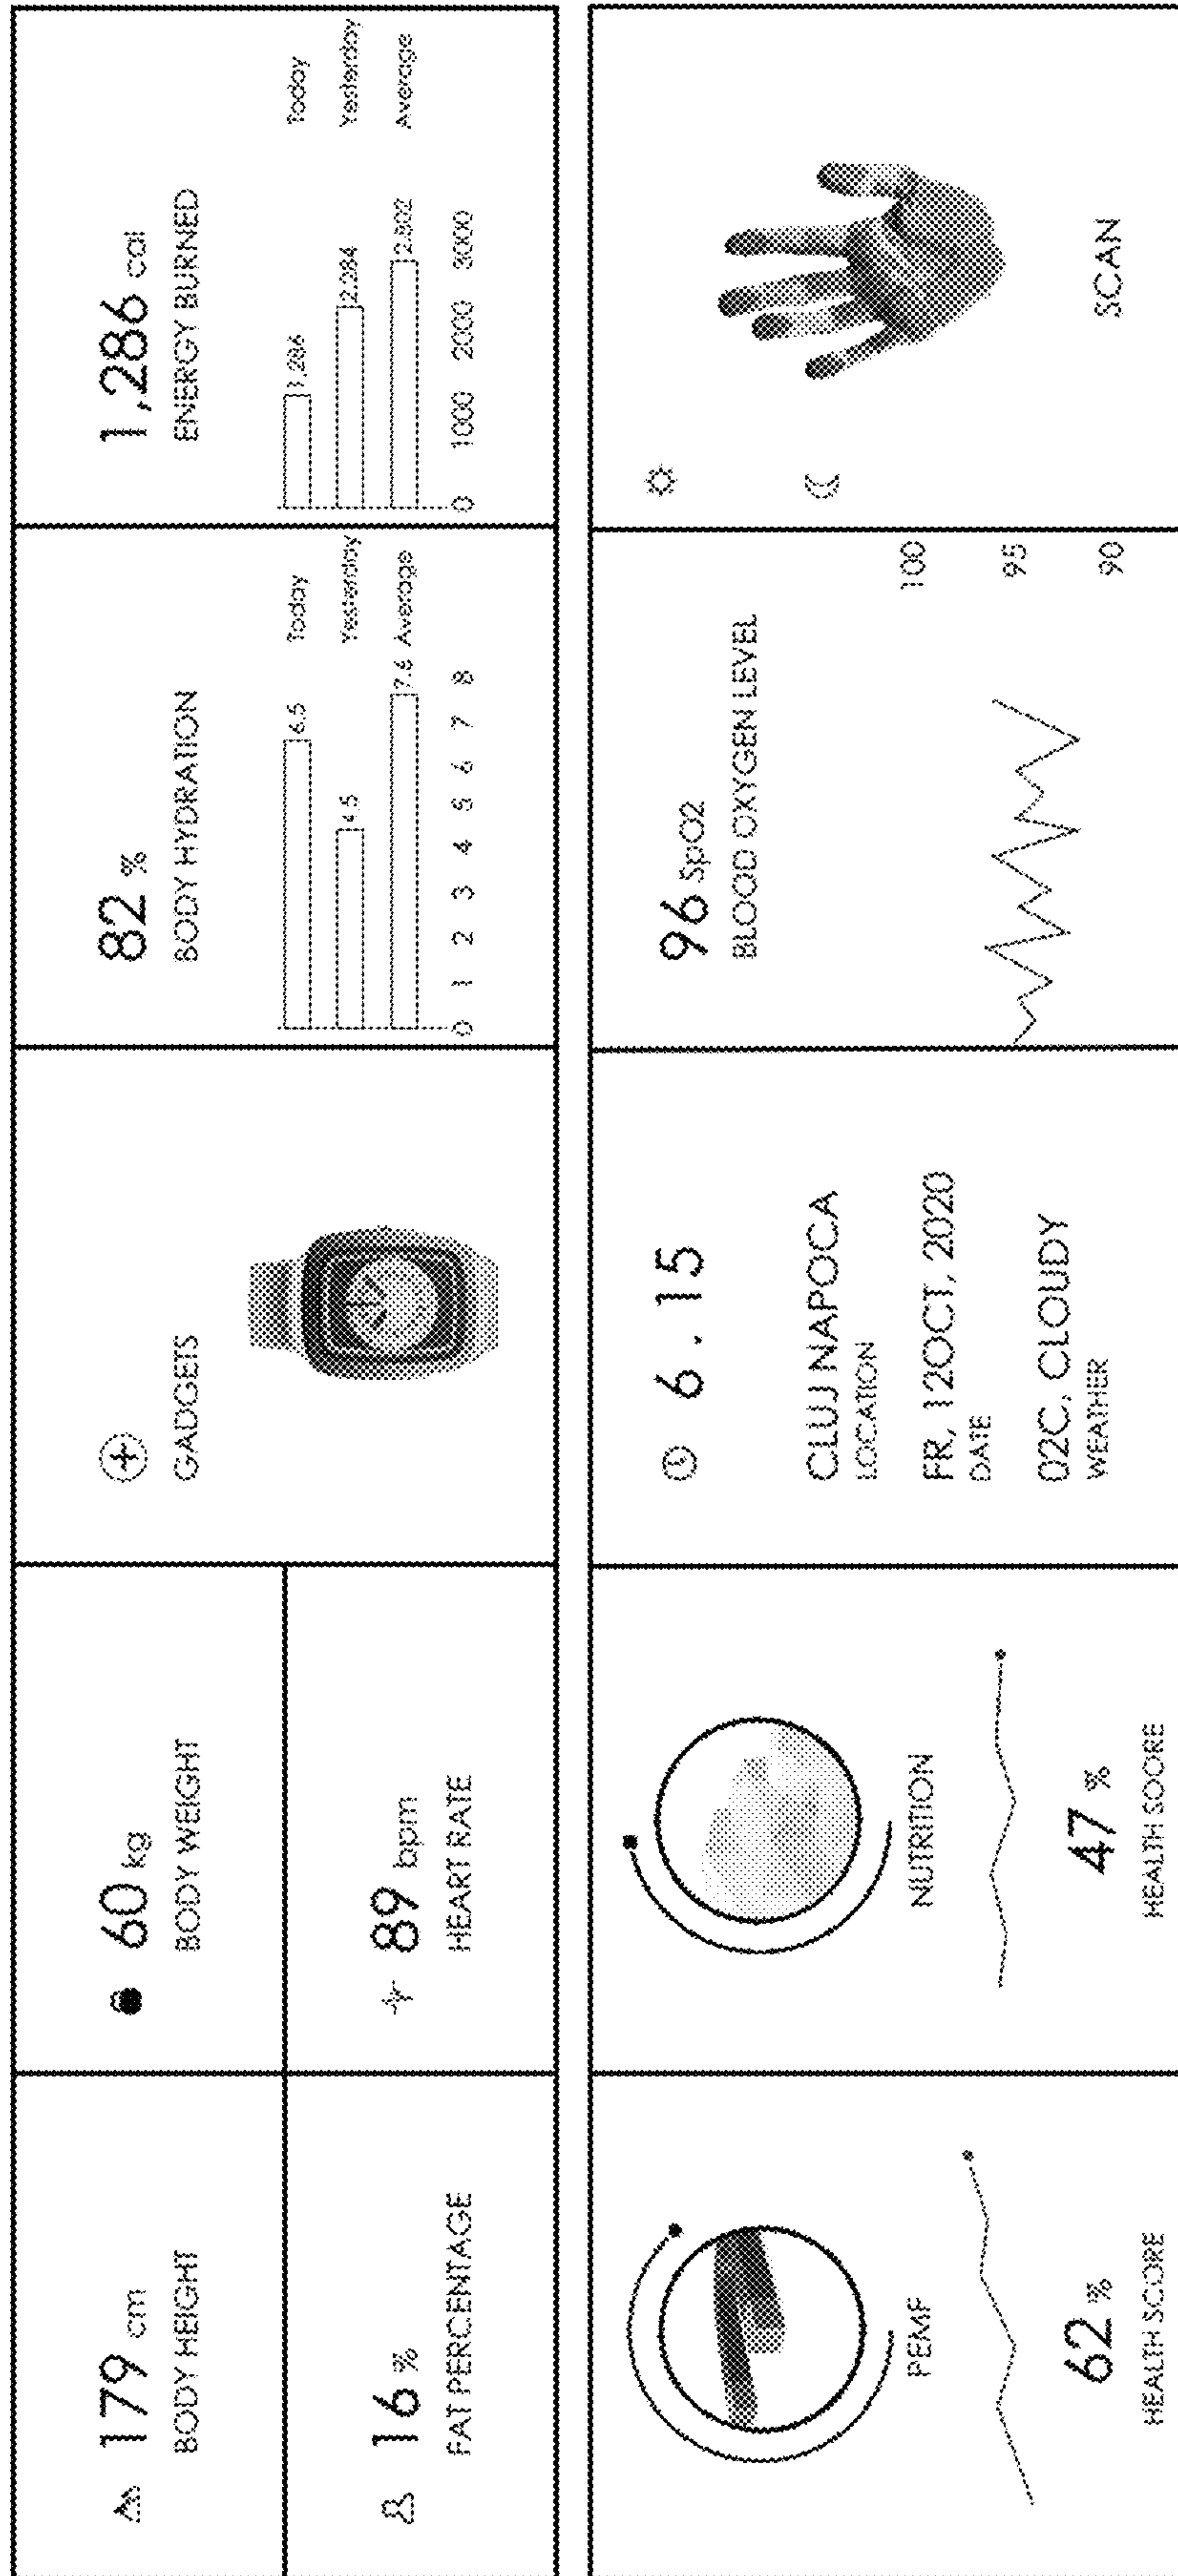 179 cm
BODY HEIGHT
16 %
FAT PERCENTAGE
60 kg
BODY WEIGHT
89 bpm
HEART RATE
GADGETS
82 %
BODY HYDRATION
6.5 Today
4.5 Yesterday
7.6 Average
0 1 2 3 4 5 6 7 8
1,286 cal
ENERGY BURNED
1,286 Today
2.284 Yesterday
2.802 Average
0 1000 2000 3000
PEMF
62 %
HEALTH SCORE
NUTRITION
47 %
HEALTH SOORE
6.15
CLUJ NAPOCA
LOCATION
FR, 12OCT, 2020
DATE
02C, CLOUDY
WEATHER
96 SpO2
BLOOD OXYGEN LEVEL
100
95
90
SCAN